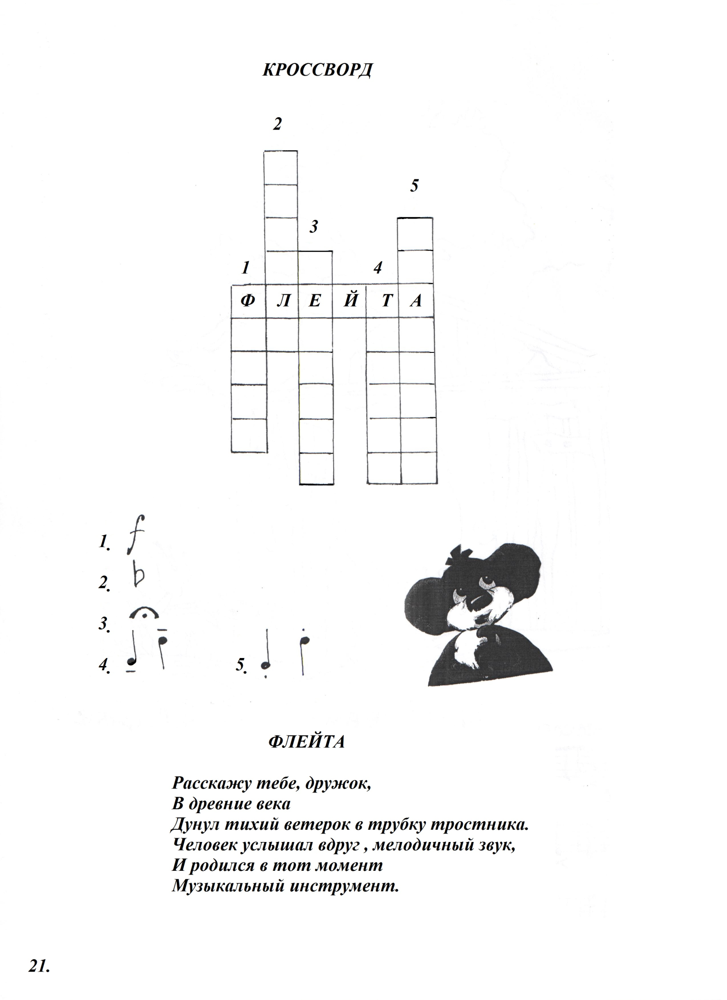 КРОССВОРД
2
5
3
1
4
Ф Л Е Й Т А
1. f
2. b
3.
4.
5.
ФЛЕЙТА
Расскажу тебе, дружок,
В древние века
Дунул тихий ветерок в трубку тростника.
Человек услышал вдруг , мелодичный звук,
И родился в тот момент
Музыкальный инструмент.
21.